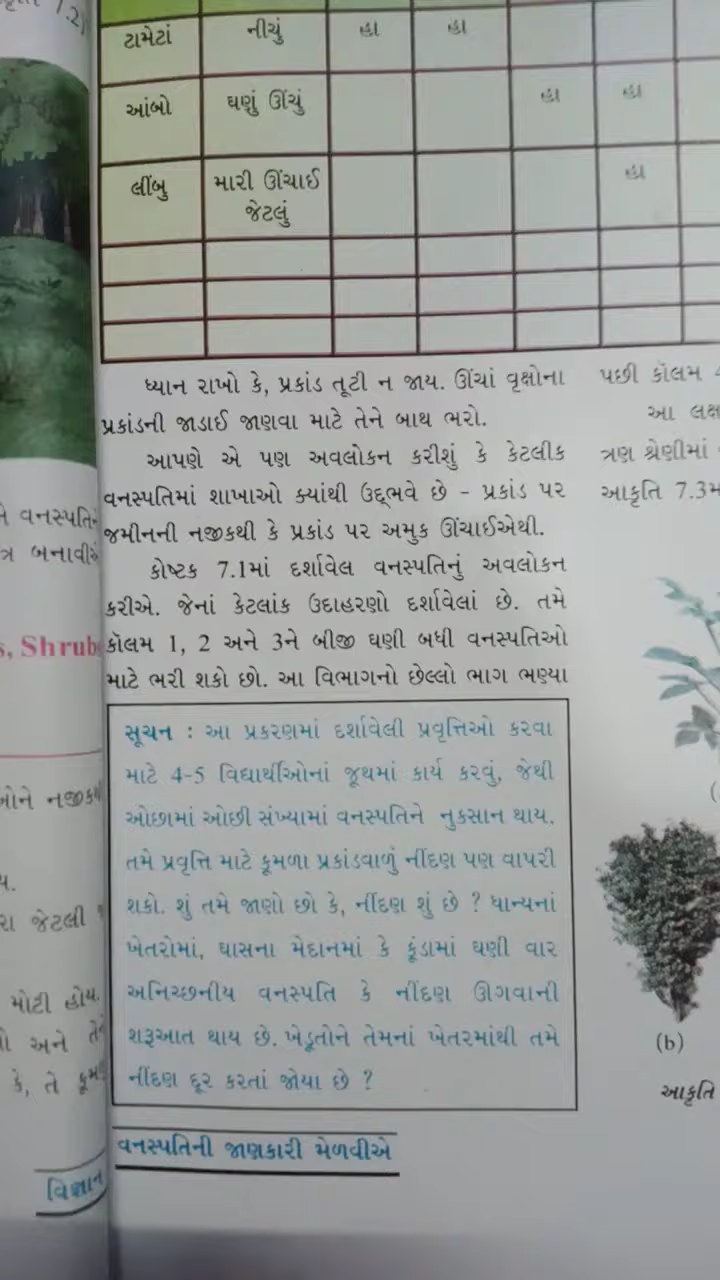 ટામેટાં નીચું હા હા
આંબો ઘણું ઊંચું હા હા
લીંબુ મારી ઊંચાઈ જેટલું હા
ધ્યાન રાખો કે, પ્રકાંડ તૂટી ન જાય. ઊંચાં વૃક્ષોના
પ્રકાંડની જાડાઈ જાણવા માટે તેને બાથ ભરો.
આપણે એ પણ અવલોકન કરીશું કે કેટલીક
વનસ્પતિમાં શાખાઓ ક્યાંથી ઉદ્ભવે છે – પ્રકાંડ પર
જમીનની નજીકથી કે પ્રકાંડ પર અમુક ઊંચાઈએથી.
કોષ્ટક 7.1માં દર્શાવેલ વનસ્પતિનું અવલોકન
કરીએ. જેનાં કેટલાંક ઉદાહરણો દર્શાવેલાં છે. તમે
કૉલમ 1, 2 અને 3ને બીજી ઘણી બધી વનસ્પતિઓ
માટે ભરી શકો છો. આ વિભાગનો છેલ્લો ભાગ ભણ્યા
સૂચન : આ પ્રકરણમાં દર્શાવેલી પ્રવૃત્તિઓ કરવા
માટે 4-5 વિદ્યાર્થીઓનાં જૂથમાં કાર્ય કરવું, જેથી
ઓછામાં ઓછી સંખ્યામાં વનસ્પતિને નુકસાન થાય.
તમે પ્રવૃત્તિ માટે કૂમળા પ્રકાંડવાળું નીંદણ પણ વાપરી
શકો. શું તમે જાણો છો કે, નીંદણ શું છે ? ધાન્યનાં
ખેતરોમાં, ઘાસના મેદાનમાં કે કૂંડામાં ઘણી વાર
અનિચ્છનીય વનસ્પતિ કે નીંદણ ઊગવાની
શરૂઆત થાય છે. ખેડૂતોને તેમનાં ખેતરમાંથી તમે
નીંદણ દૂર કરતાં જોયા છે ?
વનસ્પતિની જાણકારી મેળવીએ
પછી કૉલમ
આ
ત્રણ શ્રેણીમાં
આકૃતિ
(b)
આકૃતિ
બનાવીએ
જેટલી
મોટી હોય.
અને
કે, તે
વિજ્ઞાન